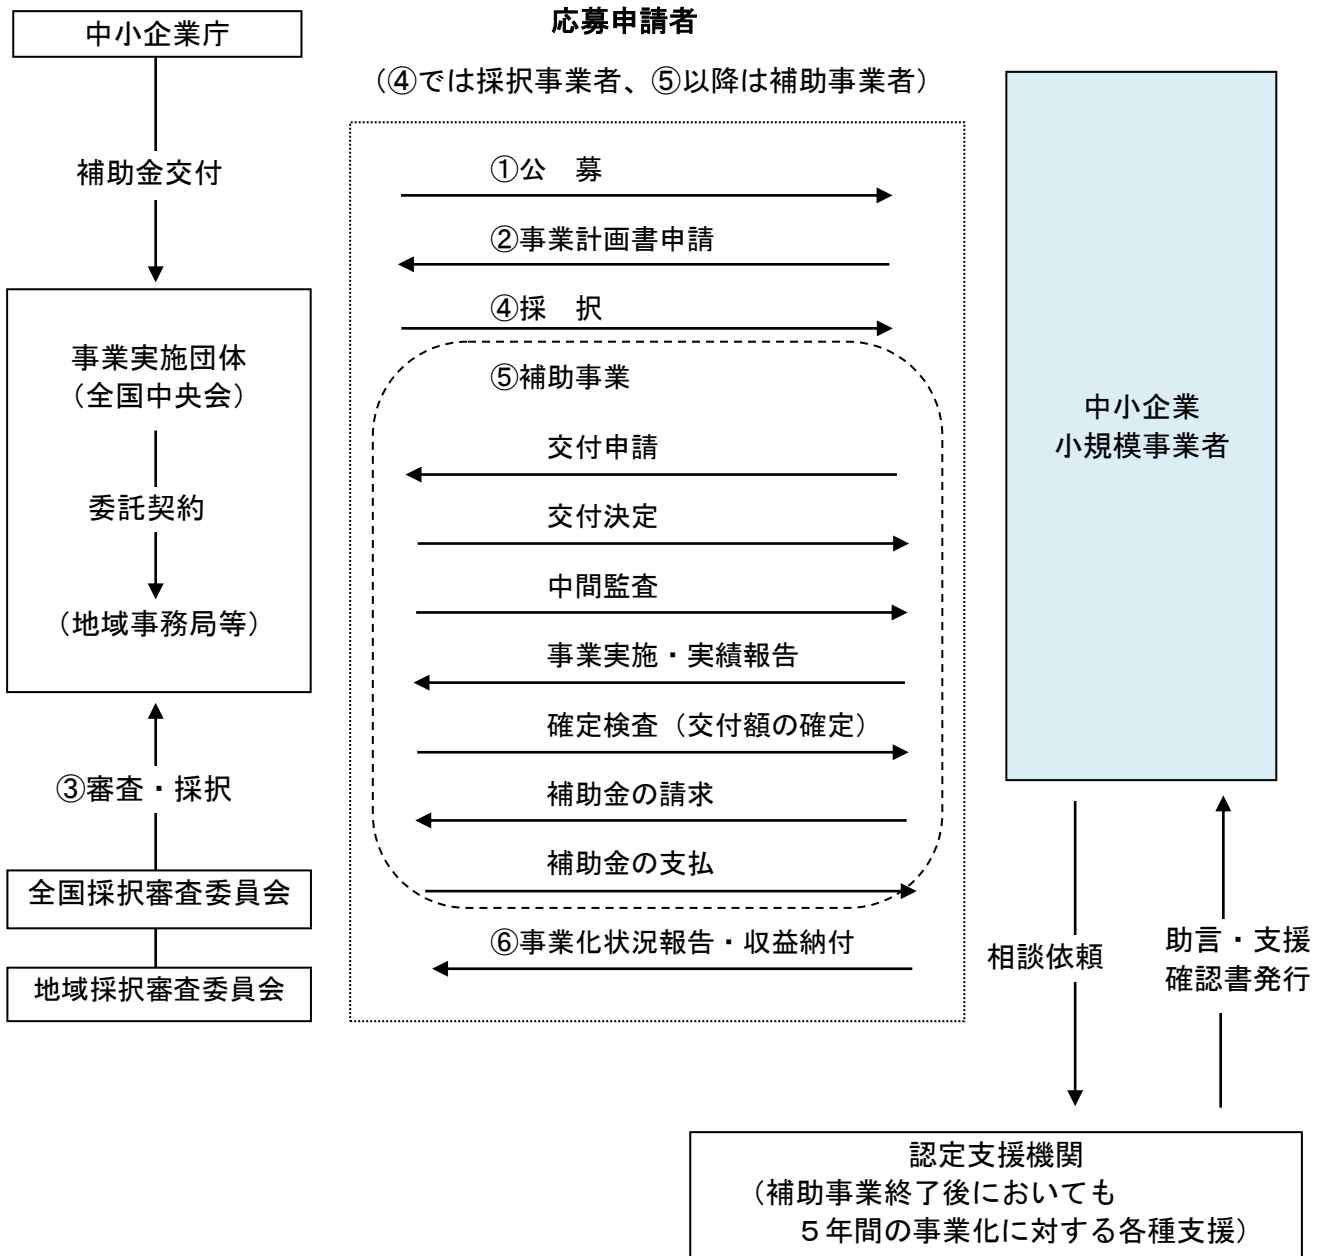 中小企業庁
応募申請者
（④では採択事業者、⑤以降は補助事業者）
補助金交付
事業実施団体
（全国中央会）
委託契約
（地域事務局等）
③審査・採択
全国採択審査委員会
地域採択審査委員会
①公　募
②事業計画書申請
④採　択
⑤補助事業
交付申請
交付決定
中間監査
事業実施・実績報告
確定検査（交付額の確定）
補助金の請求
補助金の支払
⑥事業化状況報告・収益納付
中小企業
小規模事業者
相談依頼
助言・支援
確認書発行
認定支援機関
（補助事業終了後においても
５年間の事業化に対する各種支援）